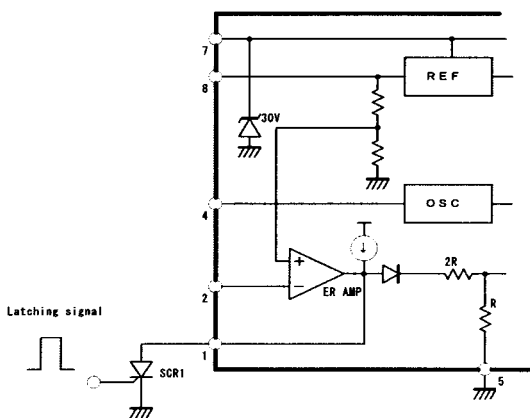 7
8
REF
30V
4
OSC
2
ER AMP
2R
R
Latching signal
1
SCR1
5